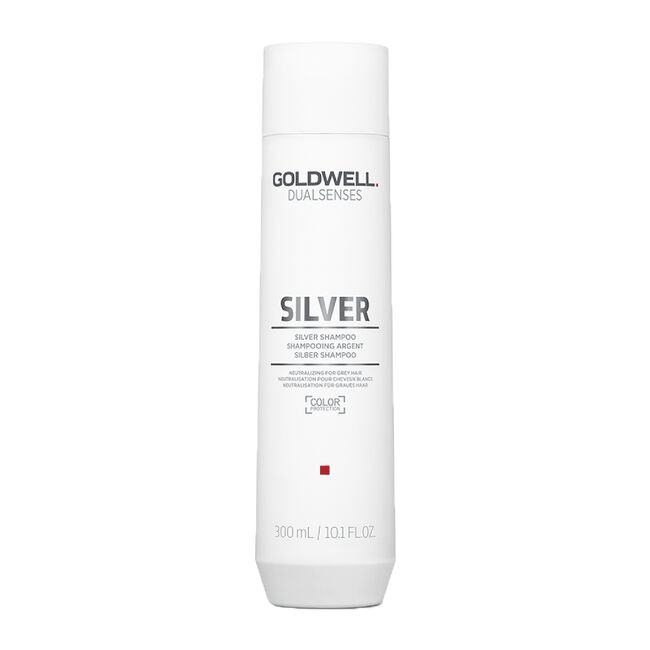 GOLDWELL.
DUALSENSES
SILVER
SILVER SHAMPOO
SHAMPOOING ARGENT
SILBER SHAMPOO
NEUTRALIZING FOR GREY HAIR
NEUTRALISATION POUR CHEVEUX BLANCS
NEUTRALISATION FÜR GRAUES HAAR
COLOR
PROTECTION
300 mL / 10.1 FL.OZ.